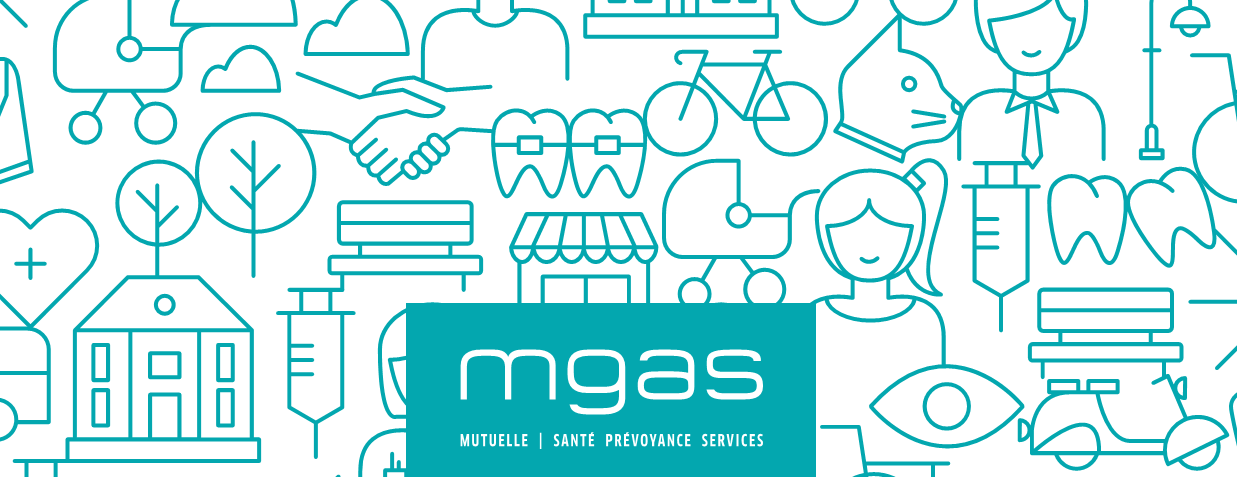 mgas
MUTUELLE | SANTÉ PRÉVOYANCE SERVICES